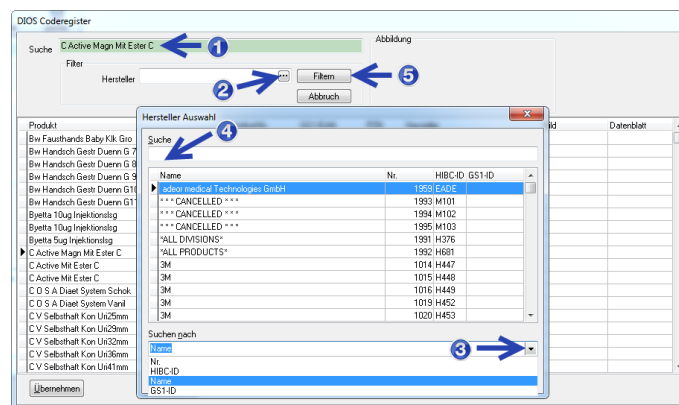 DIOS Coderegister
Suche C Active Magn Mit Ester C 1
Abbildung
Filter
Hersteller ... Filtern 5
2
Abbruch
Produkt
Bw Fausthands Baby Klk Gro
Bw Handsch Gestr Duenn G 7
Bw Handsch Gestr Duenn G 8
Bw Handsch Gestr Duenn G 9
Bw Handsch Gestr Duenn G1
Bw Handsch Gestr Duenn G1
Byetta 10ug Injektionslsg
Byetta 10ug Injektionslsg
Byetta 5ug Injektionslsg
C Active Magn Mit Ester C
C Active Mit Ester C
C Active Mit Ester C
C O S A Diaet System Schok
C O S A Diaet System Vanil
C V Selbsthaft Kon Uri25mm
C V Selbsthaft Kon Uri29mm
C V Selbsthaft Kon Uri32mm
C V Selbsthaft Kon Uri36mm
C V Selbsthaft Kon Uri41mm
Übernehmen
ild Datenblatt
Hersteller Auswahl
4
Suche
Name Nr. HIBC-ID GS1-ID
adeor medical Technologies GmbH 1959 EADE
* * * CANCELLED * * * 1993 M101
* * * CANCELLED * * * 1994 M102
* * * CANCELLED * * * 1995 M103
*ALL DIVISIONS* 1991 H376
*ALL PRODUCTS* 1992 H681
3M 1014 H447
3M 1015 H448
3M 1016 H449
3M 1019 H452
3M 1020 H453
Suchen nach
Name 3
Nr.
HIBC-ID
Name
GS1-ID